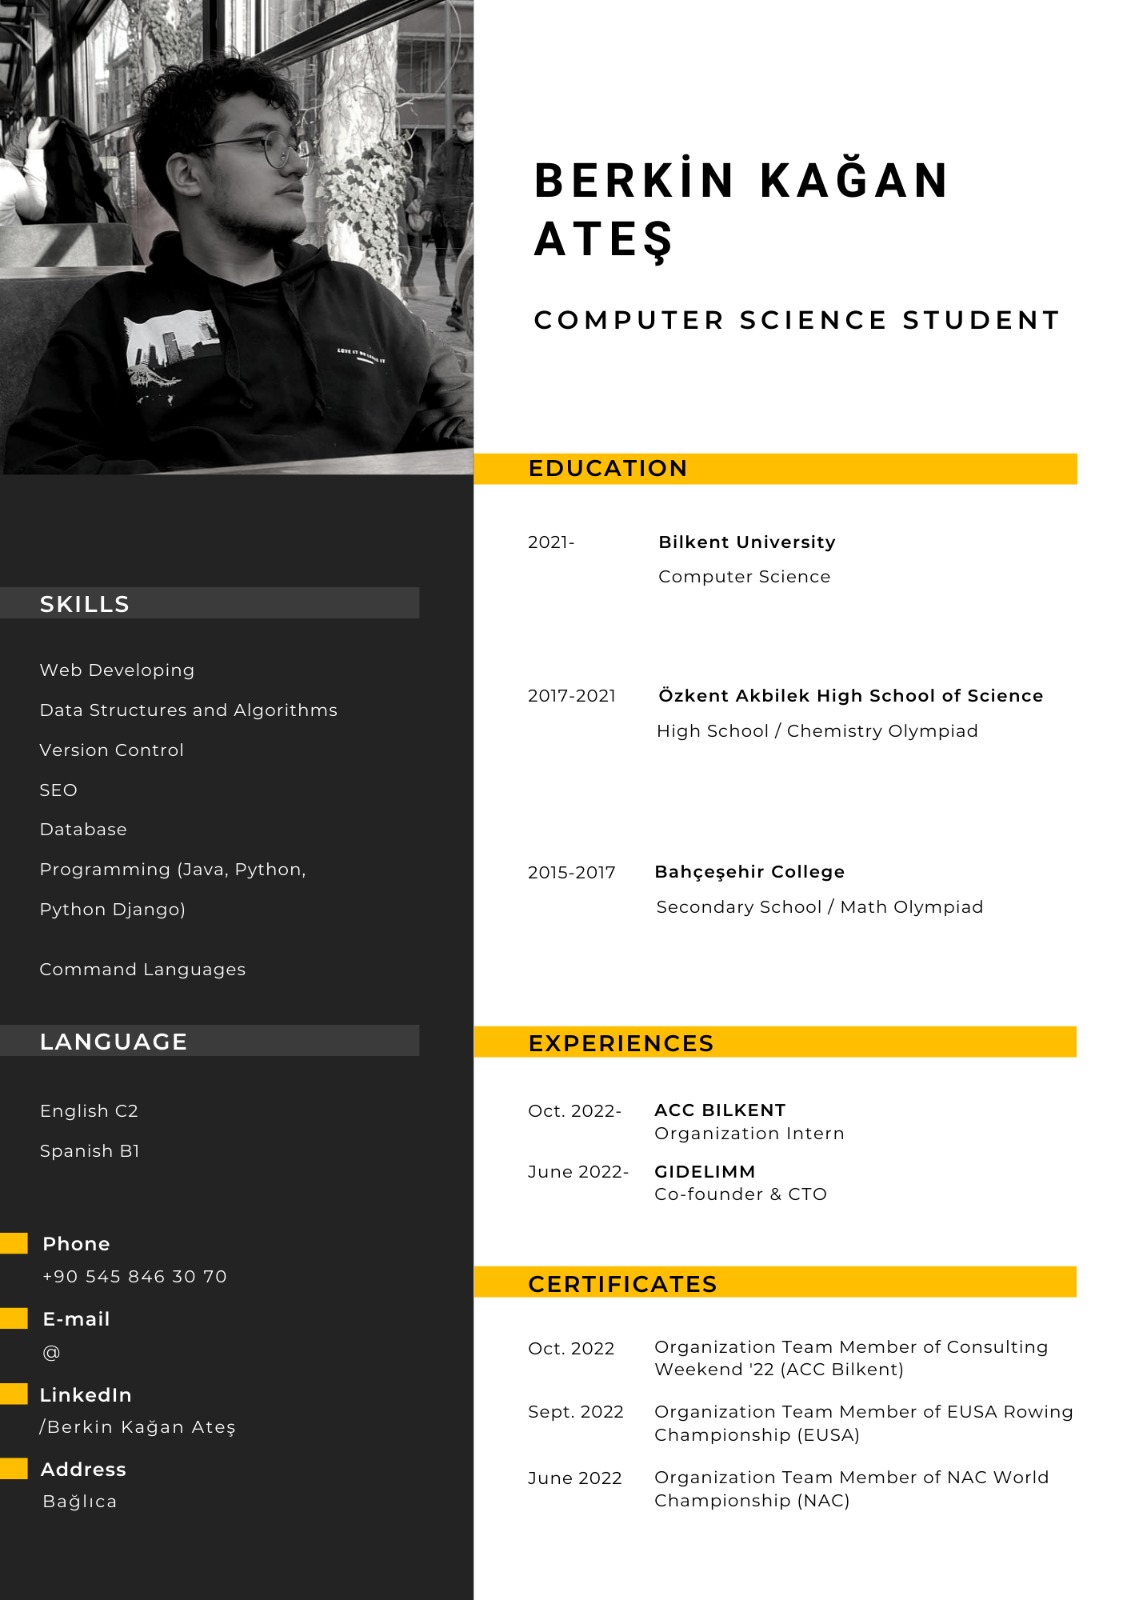 BERKİN KAĞAN
ATEŞ
COMPUTER SCIENCE STUDENT
SKILLS
Web Developing
Data Structures and Algorithms
Version Control
SEO
Database
Programming (Java, Python,
Python Django)
Command Languages
LANGUAGE
English C2
Spanish B1
Phone
+90 545 846 30 70
E-mail
@
LinkedIn
/Berkin Kağan Ateş
Address
Bağlıca
EDUCATION
2021- Bilkent University
Computer Science
2017-2021 Özkent Akbilek High School of Science
High School / Chemistry Olympiad
2015-2017 Bahçeşehir College
Secondary School / Math Olympiad
EXPERIENCES
Oct. 2022- ACC BILKENT
Organization Intern
June 2022- GIDELIMM
Co-founder & CTO
CERTIFICATES
Oct. 2022 Organization Team Member of Consulting
Weekend '22 (ACC Bilkent)
Sept. 2022 Organization Team Member of EUSA Rowing
Championship (EUSA)
June 2022 Organization Team Member of NAC World
Championship (NAC)